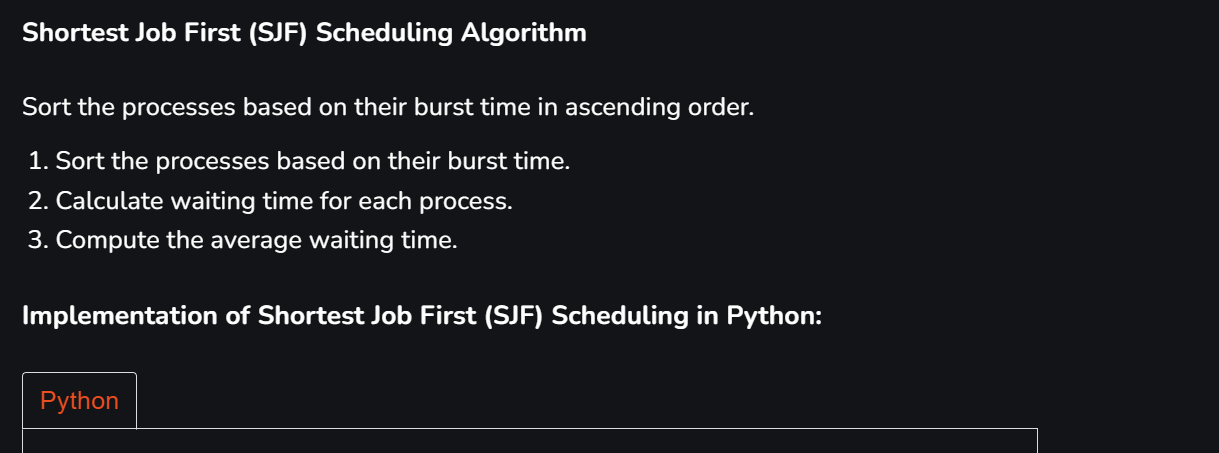 Shortest Job First (SJF) Scheduling Algorithm
Sort the processes based on their burst time in ascending order.
1. Sort the processes based on their burst time.
2. Calculate waiting time for each process.
3. Compute the average waiting time.
Implementation of Shortest Job First (SJF) Scheduling in Python:
Python